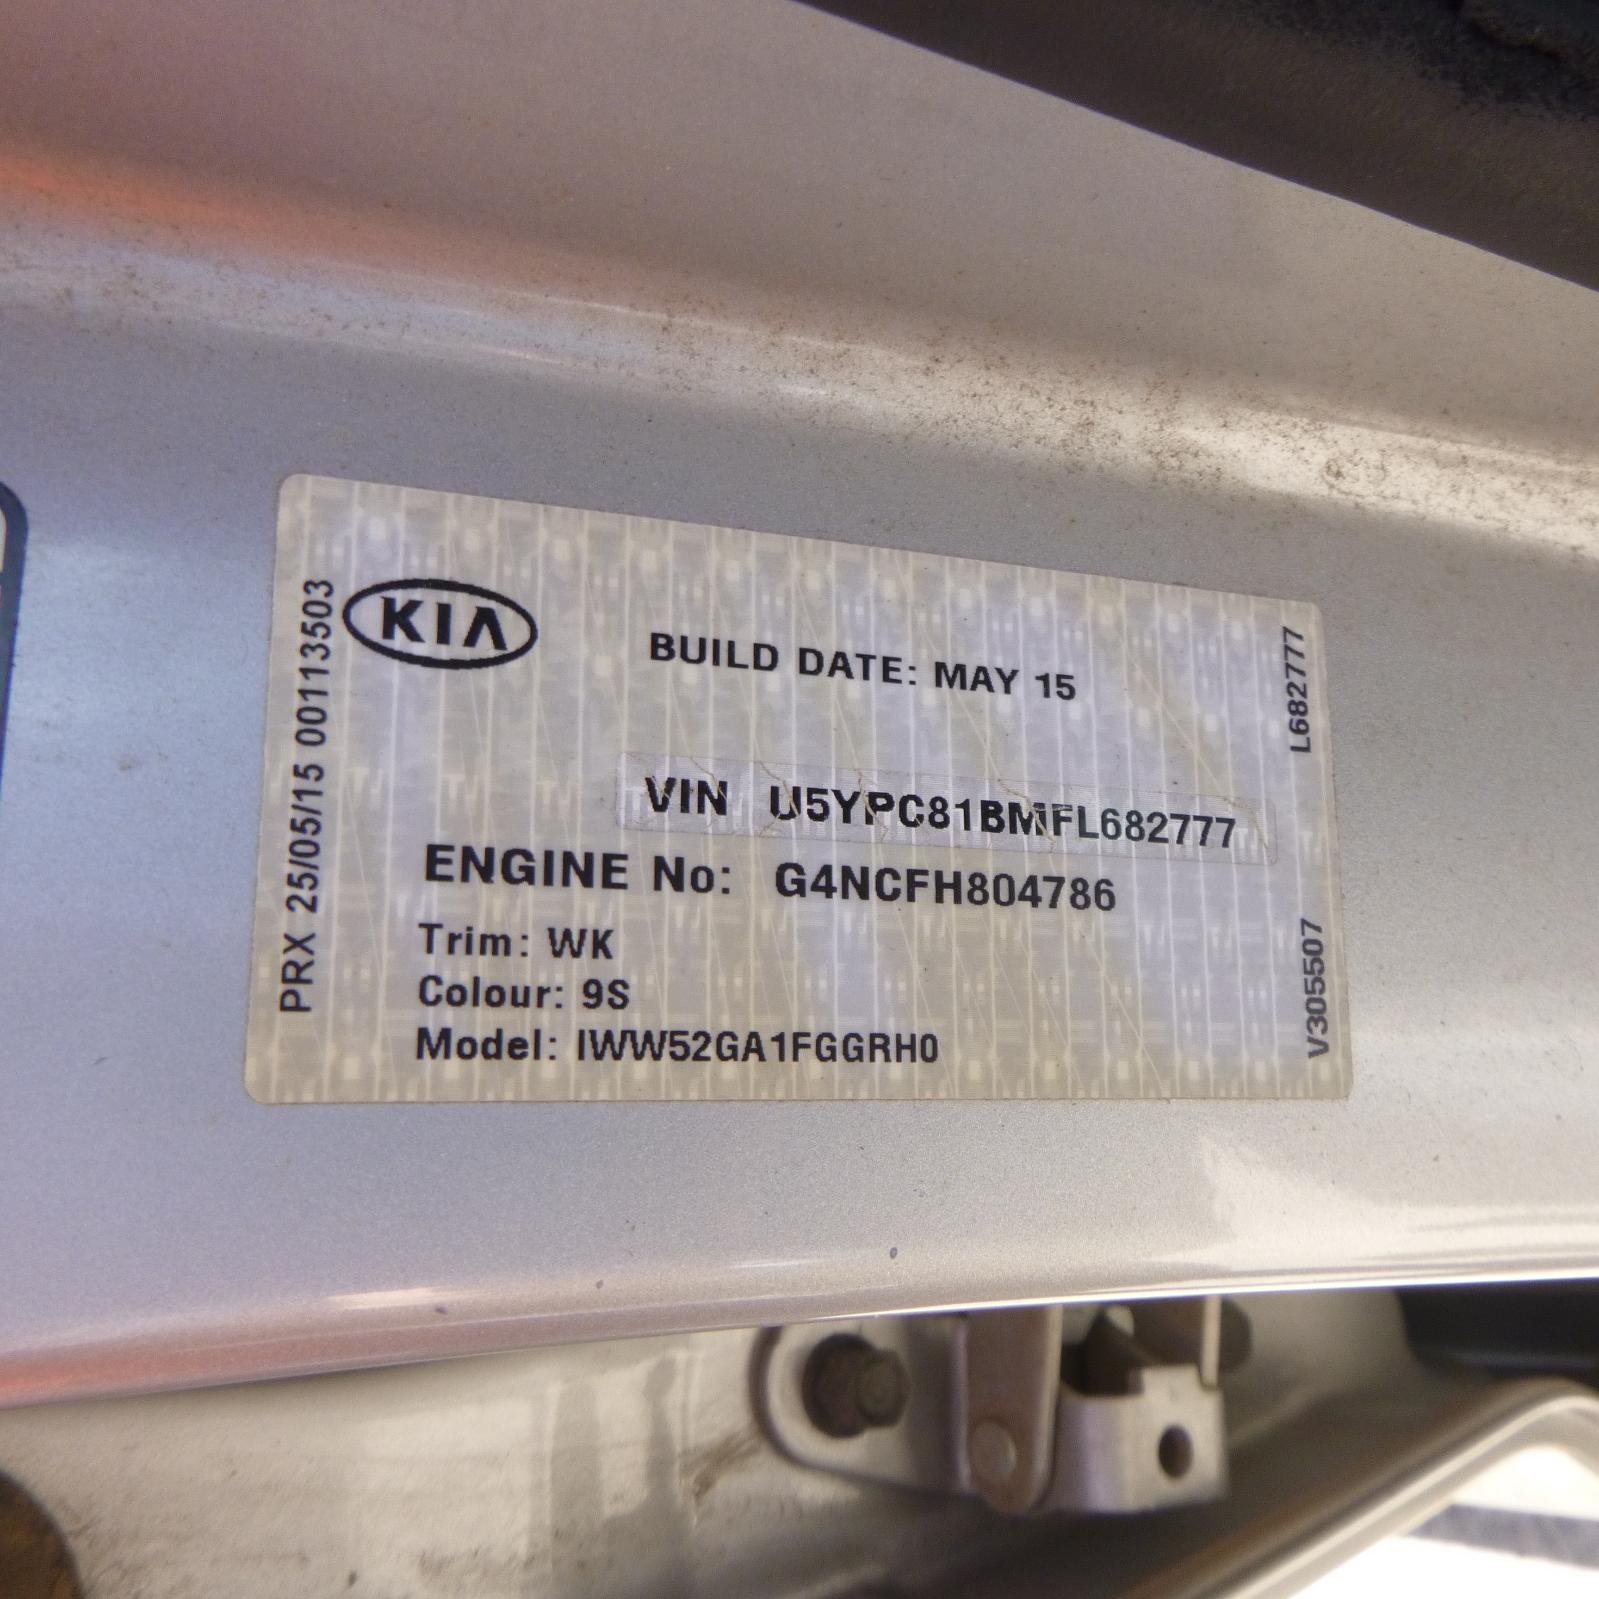 KIA
BUILD DATE: MAY 15
VIN U5YPC81BMFL682777
ENGINE No: G4NCFH804786
Trim: WK
Colour: 9S
Model: IWW52GA1FGGRH0
PRX 25/05/15 00113503
L682777
V305507